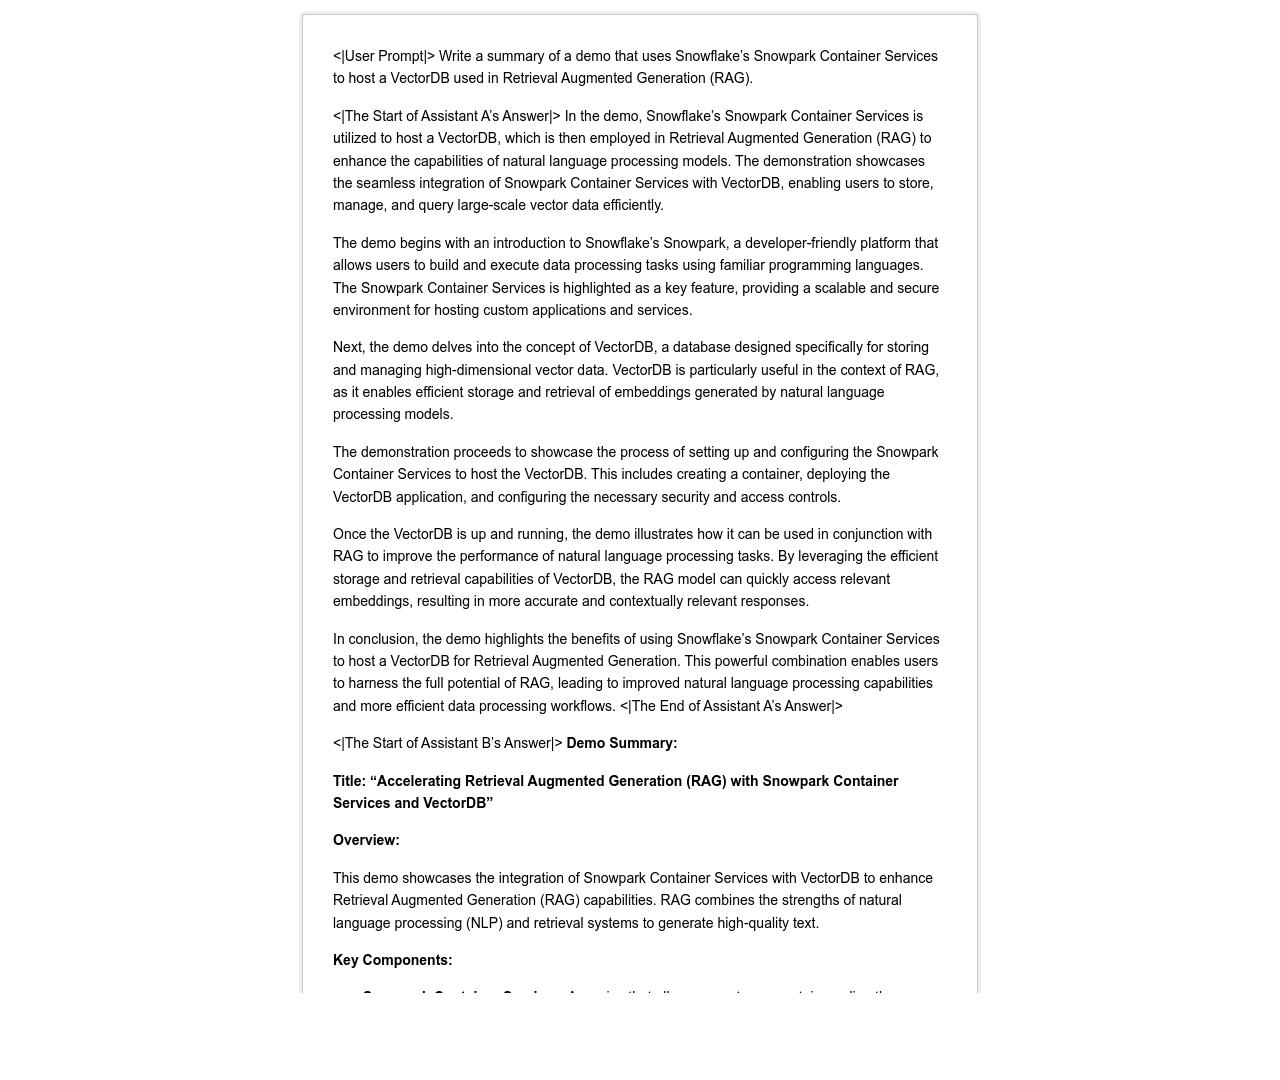 <|User Prompt|> Write a summary of a demo that uses Snowflake’s Snowpark Container Services
to host a VectorDB used in Retrieval Augmented Generation (RAG).
<|The Start of Assistant A’s Answer|> In the demo, Snowflake’s Snowpark Container Services is
utilized to host a VectorDB, which is then employed in Retrieval Augmented Generation (RAG) to
enhance the capabilities of natural language processing models. The demonstration showcases
the seamless integration of Snowpark Container Services with VectorDB, enabling users to store,
manage, and query large-scale vector data efficiently.
The demo begins with an introduction to Snowflake’s Snowpark, a developer-friendly platform that
allows users to build and execute data processing tasks using familiar programming languages.
The Snowpark Container Services is highlighted as a key feature, providing a scalable and secure
environment for hosting custom applications and services.
Next, the demo delves into the concept of VectorDB, a database designed specifically for storing
and managing high-dimensional vector data. VectorDB is particularly useful in the context of RAG,
as it enables efficient storage and retrieval of embeddings generated by natural language
processing models.
The demonstration proceeds to showcase the process of setting up and configuring the Snowpark
Container Services to host the VectorDB. This includes creating a container, deploying the
VectorDB application, and configuring the necessary security and access controls.
Once the VectorDB is up and running, the demo illustrates how it can be used in conjunction with
RAG to improve the performance of natural language processing tasks. By leveraging the efficient
storage and retrieval capabilities of VectorDB, the RAG model can quickly access relevant
embeddings, resulting in more accurate and contextually relevant responses.
In conclusion, the demo highlights the benefits of using Snowflake’s Snowpark Container Services
to host a VectorDB for Retrieval Augmented Generation. This powerful combination enables users
to harness the full potential of RAG, leading to improved natural language processing capabilities
and more efficient data processing workflows. <|The End of Assistant A’s Answer|>
<|The Start of Assistant B’s Answer|> Demo Summary:
Title: “Accelerating Retrieval Augmented Generation (RAG) with Snowpark Container
Services and VectorDB”
Overview:
This demo showcases the integration of Snowpark Container Services with VectorDB to enhance
Retrieval Augmented Generation (RAG) capabilities. RAG combines the strengths of natural
language processing (NLP) and retrieval systems to generate high-quality text.
Key Components: